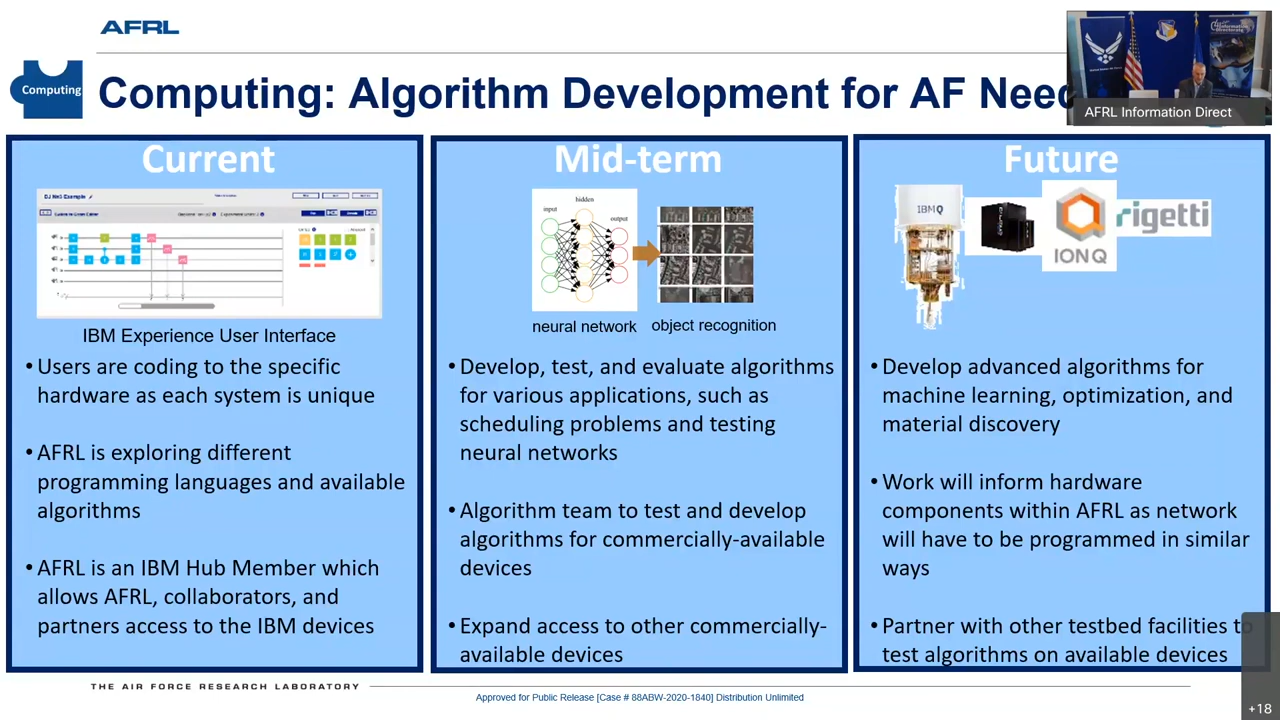 AFRL
Computing
Computing: Algorithm Development for AF Need
AFRL Information Direct
Current
DJ N=3 Example
IBM Experience User Interface
•Users are coding to the specific
hardware as each system is unique
•AFRL is exploring different
programming languages and available
algorithms
•AFRL is an IBM Hub Member which
allows AFRL, collaborators, and
partners access to the IBM devices
Mid-term
hidden
input
output
neural network
object recognition
•Develop, test, and evaluate algorithms
for various applications, such as
scheduling problems and testing
neural networks
•Algorithm team to test and develop
algorithms for commercially-available
devices
•Expand access to other commercially-
available devices
Future
IBM Q
IONQ
rigetti
•Develop advanced algorithms for
machine learning, optimization, and
material discovery
•Work will inform hardware
components within AFRL as network
will have to be programmed in similar
ways
•Partner with other testbed facilities to
test algorithms on available devices
THE AIR FORCE RESEARCH LABORATORY
Approved for Public Release [Case # 88ABW-2020-1840] Distribution Unlimited
+18